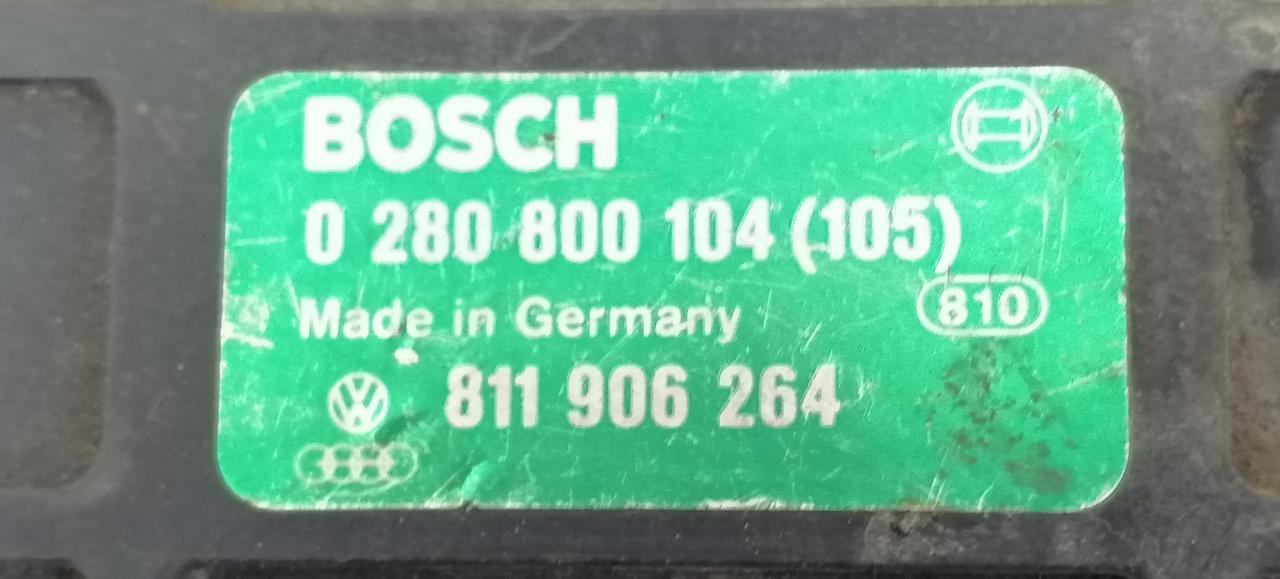 BOSCH
0 280 800 104 (105)
Made in Germany
810
811 906 264